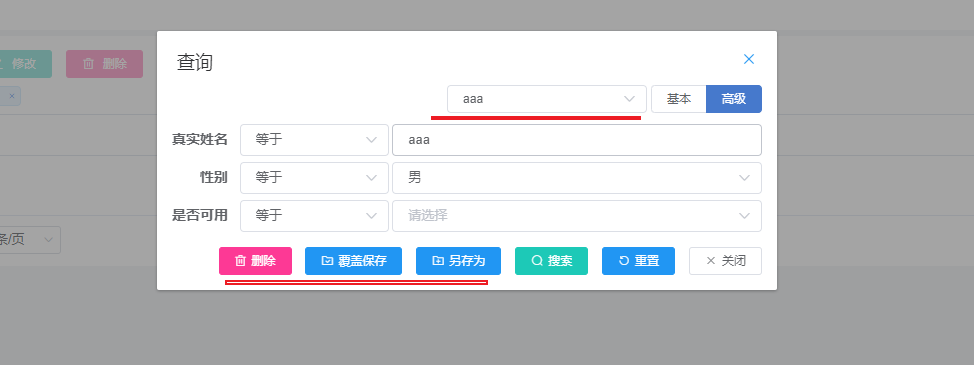 修改 删除
查询
aaa 基本 高级
真实姓名 等于 aaa
性别 等于 男
是否可用 等于 请选择
条/页
删除 覆盖保存 另存为 搜索 重置 关闭